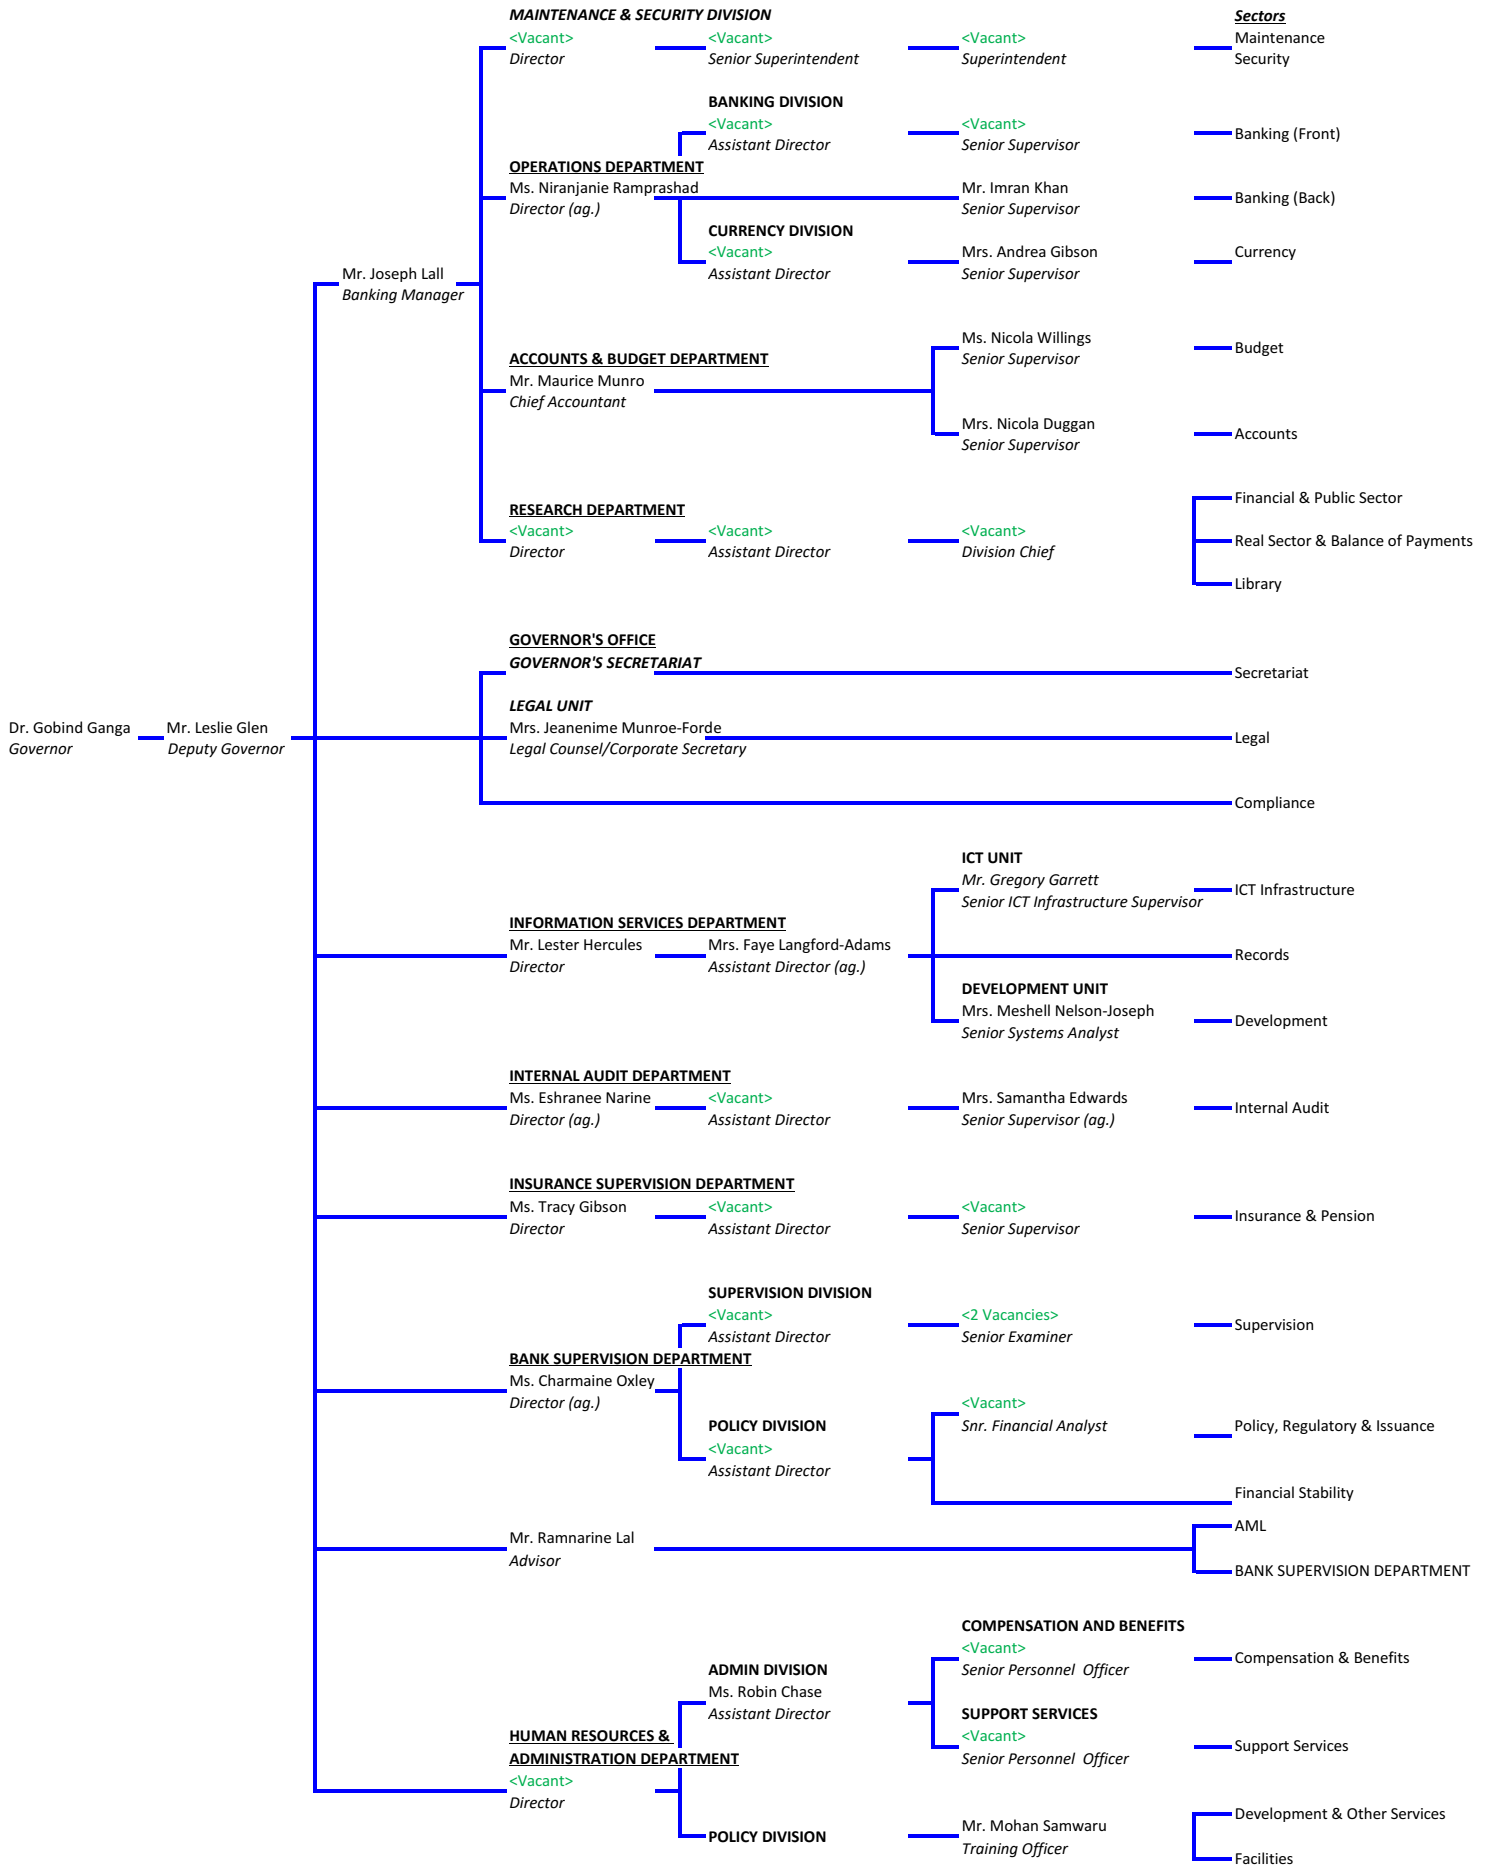 MAINTENANCE & SECURITY DIVISION
Sectors
<Vacant>
Director
<Vacant>
Senior Superintendent
<Vacant>
Superintendent
Maintenance
Security
BANKING DIVISION
<Vacant>
Assistant Director
<Vacant>
Senior Supervisor
Banking (Front)
OPERATIONS DEPARTMENT
Ms. Niranjanie Ramprashad
Director (ag.)
Mr. Imran Khan
Senior Supervisor
Banking (Back)
CURRENCY DIVISION
<Vacant>
Assistant Director
Mrs. Andrea Gibson
Senior Supervisor
Currency
Mr. Joseph Lall
Banking Manager
ACCOUNTS & BUDGET DEPARTMENT
Mr. Maurice Munro
Chief Accountant
Ms. Nicola Willings
Senior Supervisor
Budget
Mrs. Nicola Duggan
Senior Supervisor
Accounts
RESEARCH DEPARTMENT
<Vacant>
Director
<Vacant>
Assistant Director
<Vacant>
Division Chief
Financial & Public Sector
Real Sector & Balance of Payments
Library
GOVERNOR'S OFFICE
GOVERNOR'S SECRETARIAT
Secretariat
Dr. Gobind Ganga
Governor
Mr. Leslie Glen
Deputy Governor
LEGAL UNIT
Mrs. Jeanenime Munroe-Forde
Legal Counsel/Corporate Secretary
Legal
Compliance
INFORMATION SERVICES DEPARTMENT
Mr. Lester Hercules
Director
Mrs. Faye Langford-Adams
Assistant Director (ag.)
ICT UNIT
Mr. Gregory Garrett
Senior ICT Infrastructure Supervisor
ICT Infrastructure
Records
DEVELOPMENT UNIT
Mrs. Meshell Nelson-Joseph
Senior Systems Analyst
Development
INTERNAL AUDIT DEPARTMENT
Ms. Eshranee Narine
Director (ag.)
<Vacant>
Assistant Director
Mrs. Samantha Edwards
Senior Supervisor (ag.)
Internal Audit
INSURANCE SUPERVISION DEPARTMENT
Ms. Tracy Gibson
Director
<Vacant>
Assistant Director
<Vacant>
Senior Supervisor
Insurance & Pension
SUPERVISION DIVISION
<Vacant>
Assistant Director
<2 Vacancies>
Senior Examiner
Supervision
BANK SUPERVISION DEPARTMENT
Ms. Charmaine Oxley
Director (ag.)
POLICY DIVISION
<Vacant>
Assistant Director
<Vacant>
Snr. Financial Analyst
Policy, Regulatory & Issuance
Financial Stability
Mr. Ramnarine Lal
Advisor
AML
BANK SUPERVISION DEPARTMENT
HUMAN RESOURCES &
ADMINISTRATION DEPARTMENT
<Vacant>
Director
ADMIN DIVISION
Ms. Robin Chase
Assistant Director
COMPENSATION AND BENEFITS
<Vacant>
Senior Personnel  Officer
Compensation & Benefits
SUPPORT SERVICES
<Vacant>
Senior Personnel  Officer
Support Services
POLICY DIVISION
Mr. Mohan Samwaru
Training Officer
Development & Other Services
Facilities